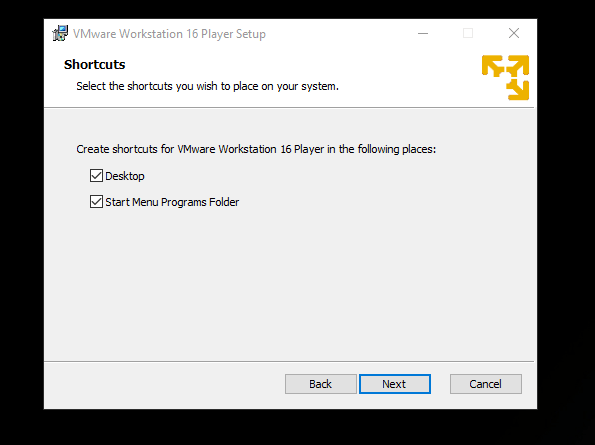 VMware Workstation 16 Player Setup
Shortcuts
Select the shortcuts you wish to place on your system.
Create shortcuts for VMware Workstation 16 Player in the following places:
Desktop
Start Menu Programs Folder
Back Next Cancel